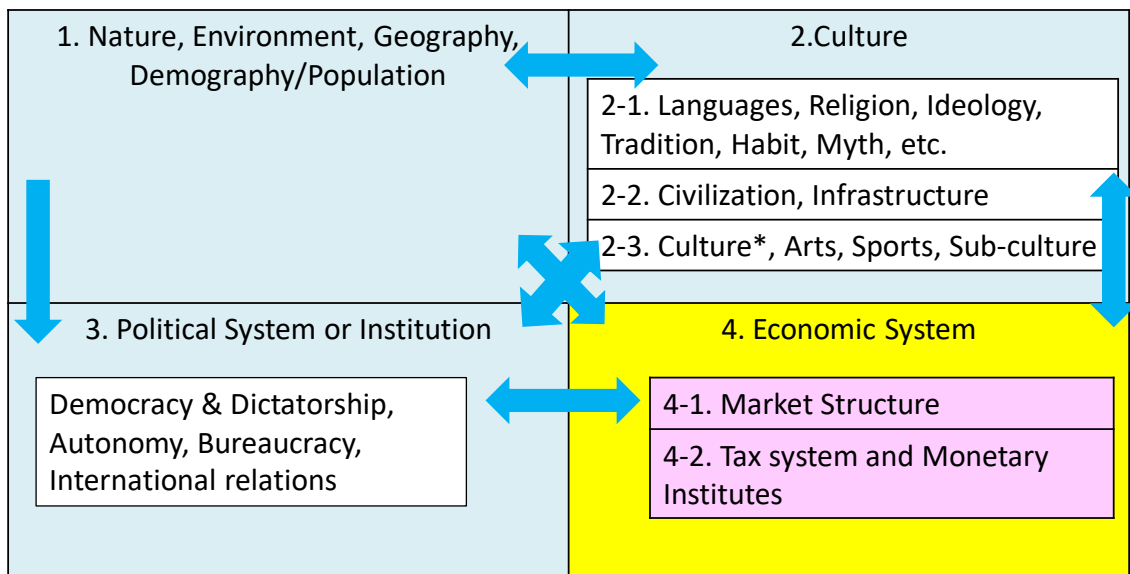 1. Nature, Environment, Geography,
Demography/Population
2.Culture
2-1. Languages, Religion, Ideology,
Tradition, Habit, Myth, etc.
2-2. Civilization, Infrastructure
2-3. Culture*, Arts, Sports, Sub-culture
3. Political System or Institution
Democracy & Dictatorship,
Autonomy, Bureaucracy,
International relations
4. Economic System
4-1. Market Structure
4-2. Tax system and Monetary
Institutes